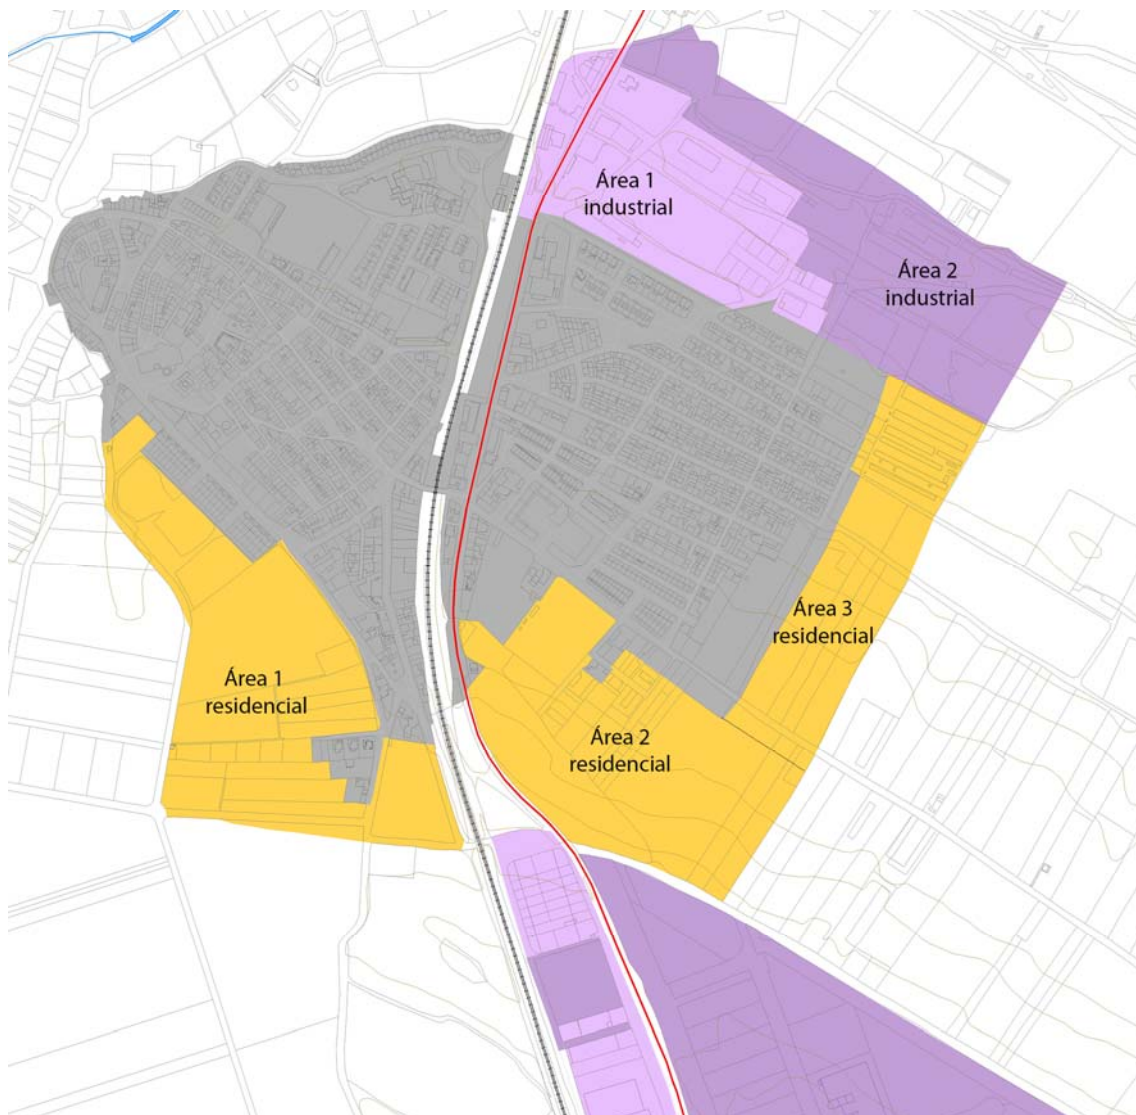 Área 1
industrial
Área 2
industrial
Área 3
residencial
Área 1
residencial
Área 2
residencial